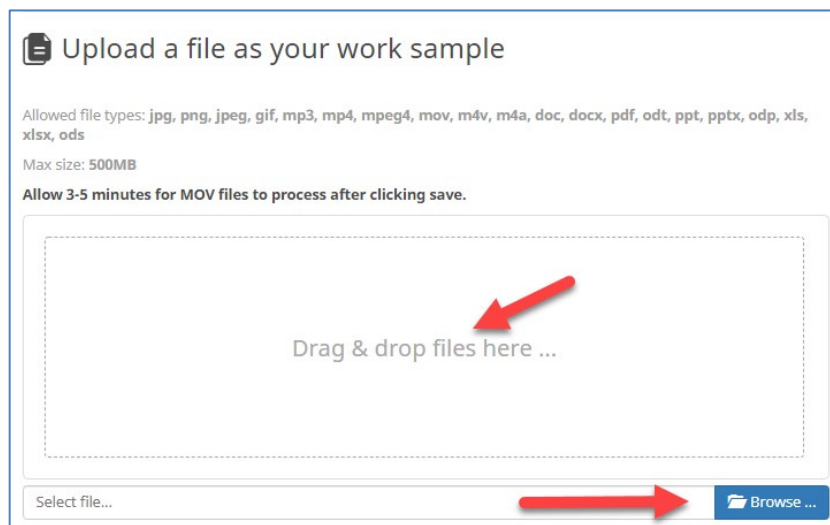 Upload a file as your work sample
Allowed file types: jpg, png, jpeg, gif, mp3, mp4, mpeg4, mov, m4v, m4a, doc, docx, pdf, odt, ppt, pptx, odp, xls,
xlsx, ods
Max size: 500MB
Allow 3-5 minutes for MOV files to process after clicking save.
Drag & drop files here ...
Select file... Browse ...